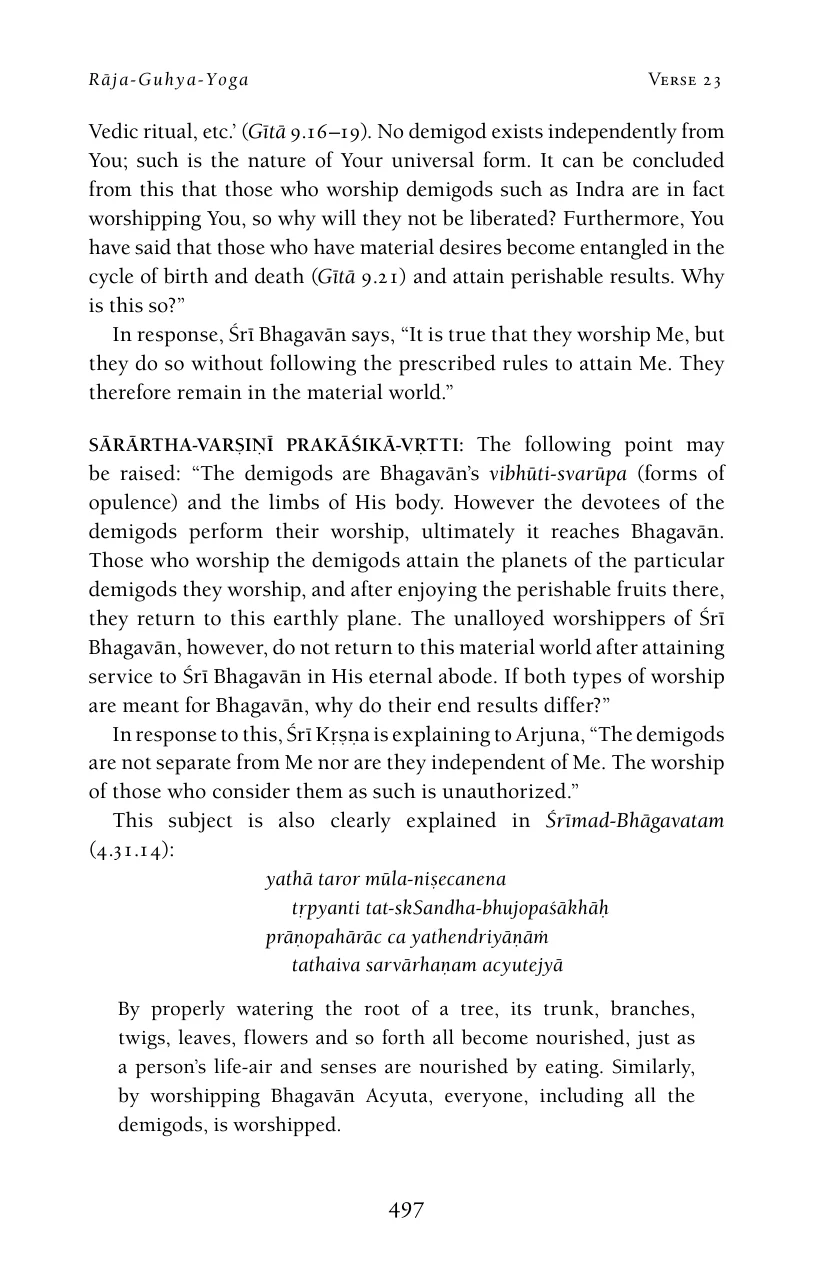 Rāja-Guhya-Yoga Verse 23
Vedic ritual, etc.’ (Gītā 9.16–19). No demigod exists independently from
You; such is the nature of Your universal form. It can be concluded
from this that those who worship demigods such as Indra are in fact
worshipping You, so why will they not be liberated? Furthermore, You
have said that those who have material desires become entangled in the
cycle of birth and death (Gītā 9.21) and attain perishable results. Why
is this so?”
In response, Śrī Bhagavān says, “It is true that they worship Me, but
they do so without following the prescribed rules to attain Me. They
therefore remain in the material world.”
SĀRĀRTHA-VARṢIṆĪ PRAKĀŚIKĀ-VṚTTI: The following point may
be raised: “The demigods are Bhagavān’s vibhūti-svarūpa (forms of
opulence) and the limbs of His body. However the devotees of the
demigods perform their worship, ultimately it reaches Bhagavān.
Those who worship the demigods attain the planets of the particular
demigods they worship, and after enjoying the perishable fruits there,
they return to this earthly plane. The unalloyed worshippers of Śrī
Bhagavān, however, do not return to this material world after attaining
service to Śrī Bhagavān in His eternal abode. If both types of worship
are meant for Bhagavān, why do their end results differ?”
In response to this, Śrī Kṛṣṇa is explaining to Arjuna, “The demigods
are not separate from Me nor are they independent of Me. The worship
of those who consider them as such is unauthorized.”
This subject is also clearly explained in Śrīmad-Bhāgavatam
(4.31.14):
yathā taror mūla-niṣecanena
tṛpyanti tat-skSandha-bhujopaśākhāḥ
prāṇopahārāc ca yathendriyāṇāṁ
tathaiva sarvārhaṇam acyutejyā
By properly watering the root of a tree, its trunk, branches,
twigs, leaves, flowers and so forth all become nourished, just as
a person’s life-air and senses are nourished by eating. Similarly,
by worshipping Bhagavān Acyuta, everyone, including all the
demigods, is worshipped.
497